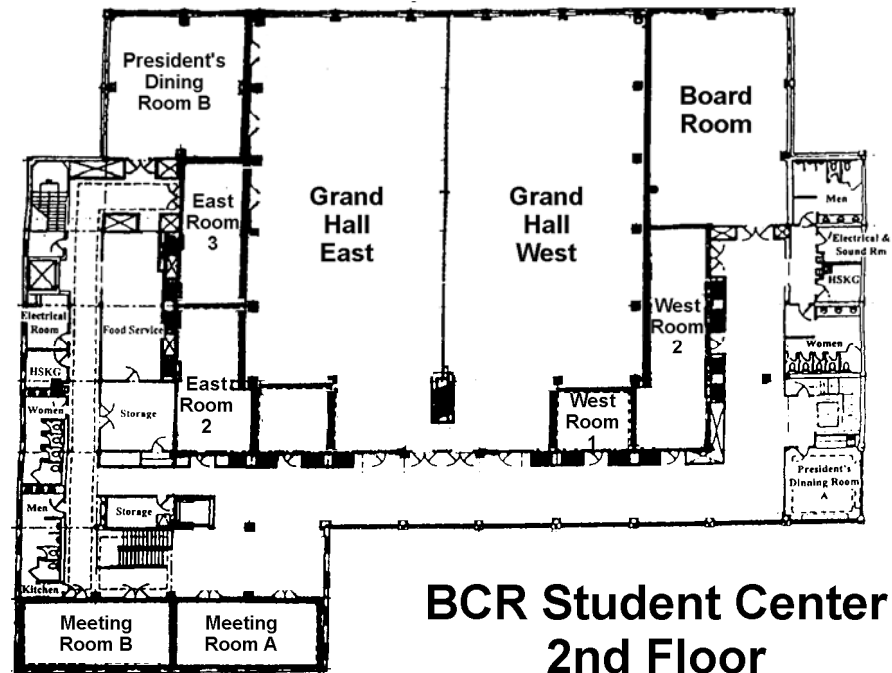 President's
Dining
Room B
Board
Room
East
Room
3
Grand
Hall
East
Grand
Hall
West
Men
Electrical &
Sound Rm
HSKG
West
Room
2
Electrical
Room
Food Service
Women
HSKG
East
Room
2
West
Room
1
Women
Storage
President's
Dinning Room
A
Men
Storage
Kitchen
Meeting
Room B
Meeting
Room A
BCR Student Center
2nd Floor